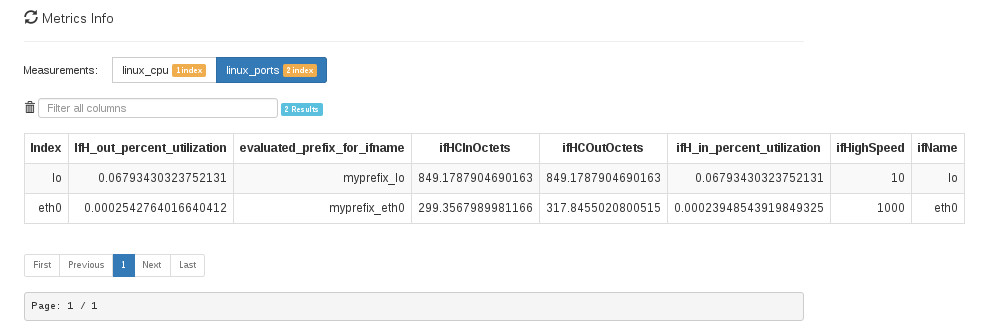 Metrics Info
Measurements: linux_cpu 1 index linux_ports 2 index
Filter all columns 2 Results
Index IfH_out_percent_utilization evaluated_prefix_for_ifname ifHCInOctets ifHCOutOctets ifH_in_percent_utilization ifHighSpeed ifName
lo 0.06793430323752131 myprefix_lo 849.1787904690163 849.1787904690163 0.06793430323752131 10 lo
eth0 0.0002542764016640412 myprefix_eth0 299.3567989981166 317.8455020800515 0.00023948543919849325 1000 eth0
First Previous 1 Next Last
Page: 1 / 1